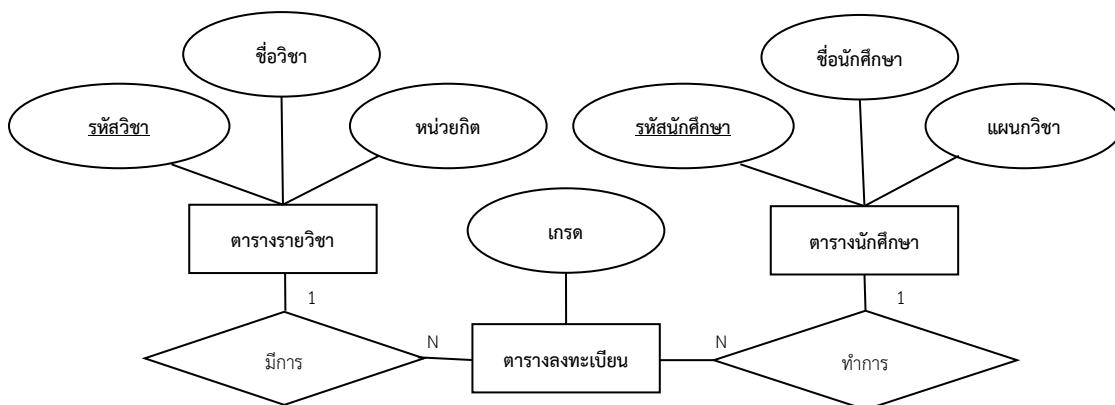 ชื่อวิชา
ชื่อนักศึกษา
รหัสวิชา
หน่วยกิต
รหัสนักศึกษา
แผนกวิชา
ตารางรายวิชา
เกรด
ตารางนักศึกษา
1
1
มีการ
N
ตารางลงทะเบียน
N
ทำการ